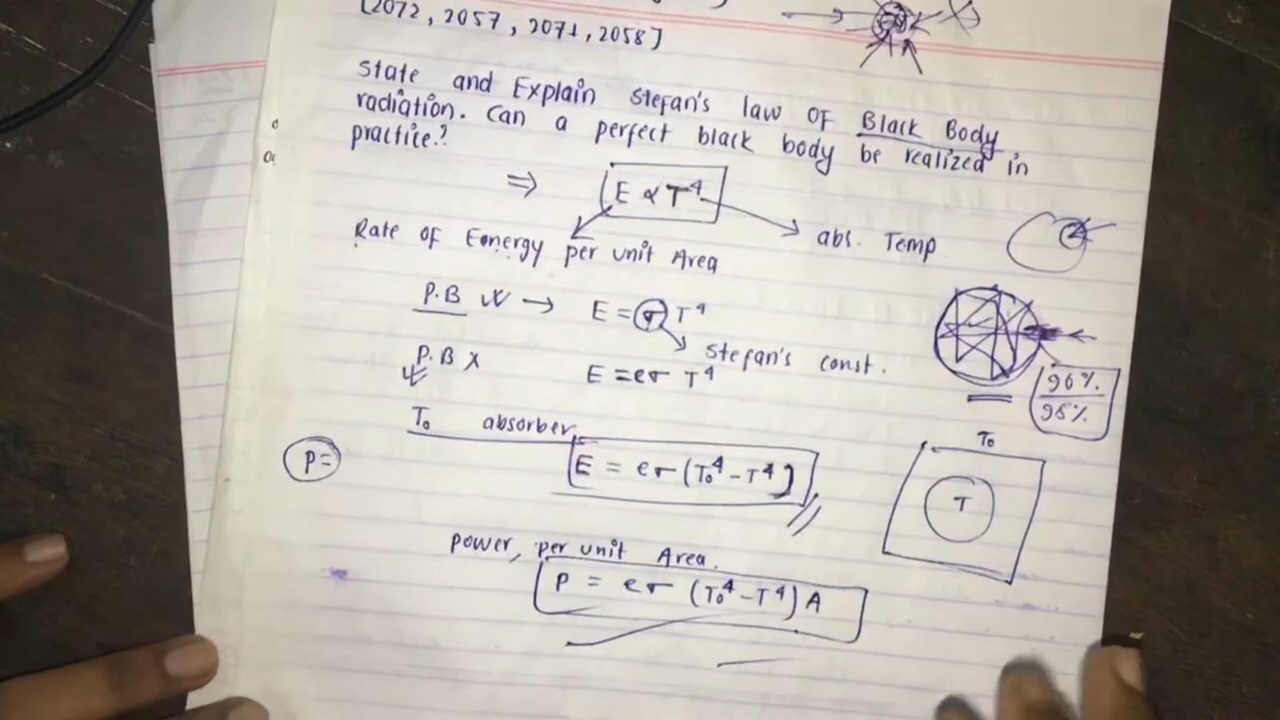 [2072, 2057, 2071, 2058]
State and Explain Stefan's law OF Black Body
radiation. Can a perfect black body be realized in
practice.?
⇒ E ∝ T⁴
abs. Temp
Rate of Eenergy per unit Area
P.B → E = σ T⁴
Stefan's const.
P.B X
E = eσ T⁴
96%.
98%
T₀ absorber
T₀
P =
E = eσ (T₀⁴ - T⁴)
T
power, per unit Area.
P = eσ (T₀⁴ - T⁴) A